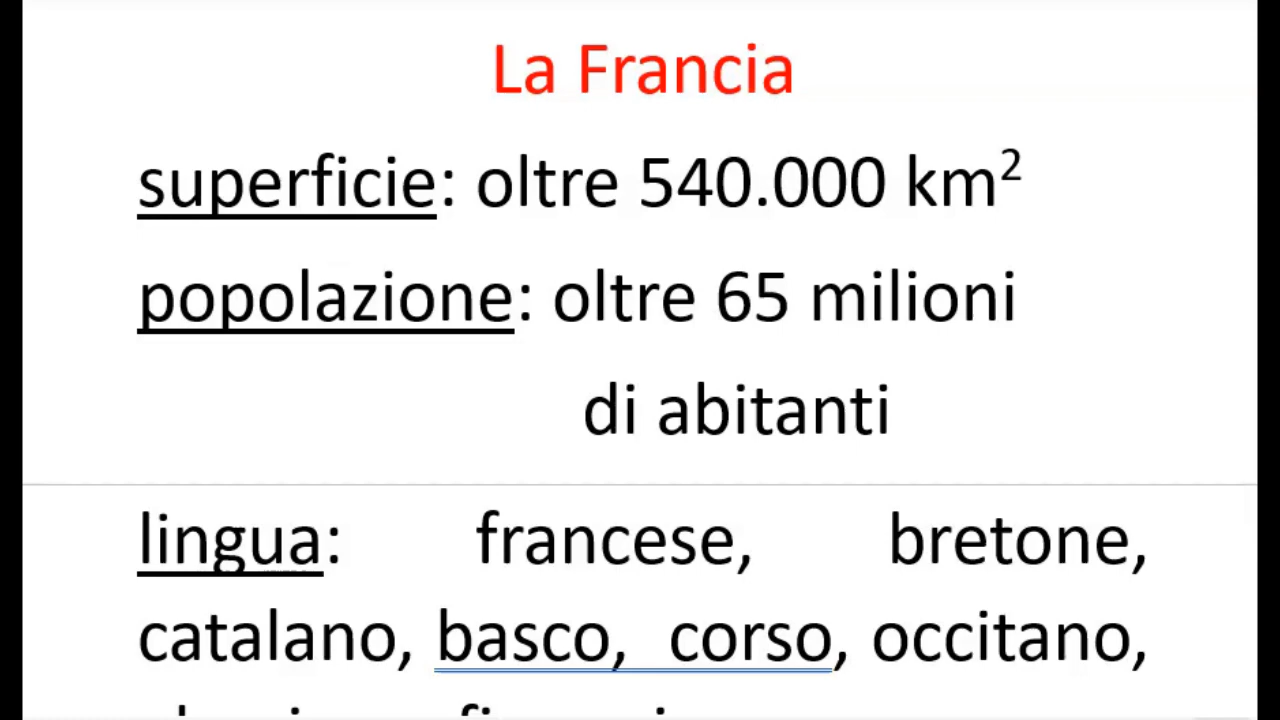 La Francia
superficie: oltre 540.000 km²
popolazione: oltre 65 milioni
di abitanti
lingua: francese, bretone,
catalano, basco, corso, occitano,